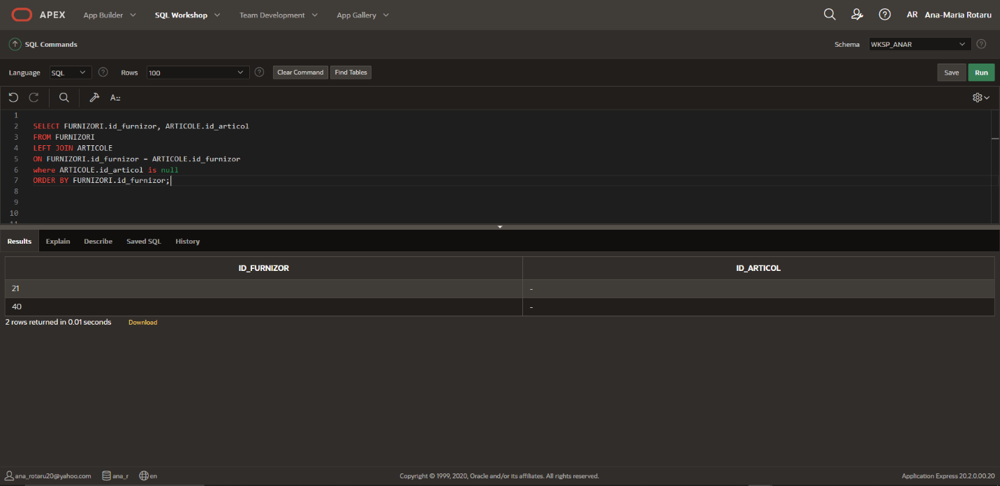 APEX App Builder SQL Workshop Team Development App Gallery AR Ana-Maria Rotaru
SQL Commands Schema WKSP_ANAR
Language SQL Rows 100 Clear Command Find Tables Save Run
A::
1
2 SELECT FURNIZORI.id_furnizor, ARTICOLE.id_articol
3 FROM FURNIZORI
4 LEFT JOIN ARTICOLE
5 ON FURNIZORI.id_furnizor = ARTICOLE.id_furnizor
6 where ARTICOLE.id_articol is null
7 ORDER BY FURNIZORI.id_furnizor;
8
9
10
11
Results Explain Describe Saved SQL History
ID_FURNIZOR ID_ARTICOL
21 -
40 -
2 rows returned in 0.01 seconds Download
ana_rotaru20@yahoo.com ana_r en Copyright © 1999, 2020, Oracle and/or its affiliates. All rights reserved. Application Express 20.2.0.00.20